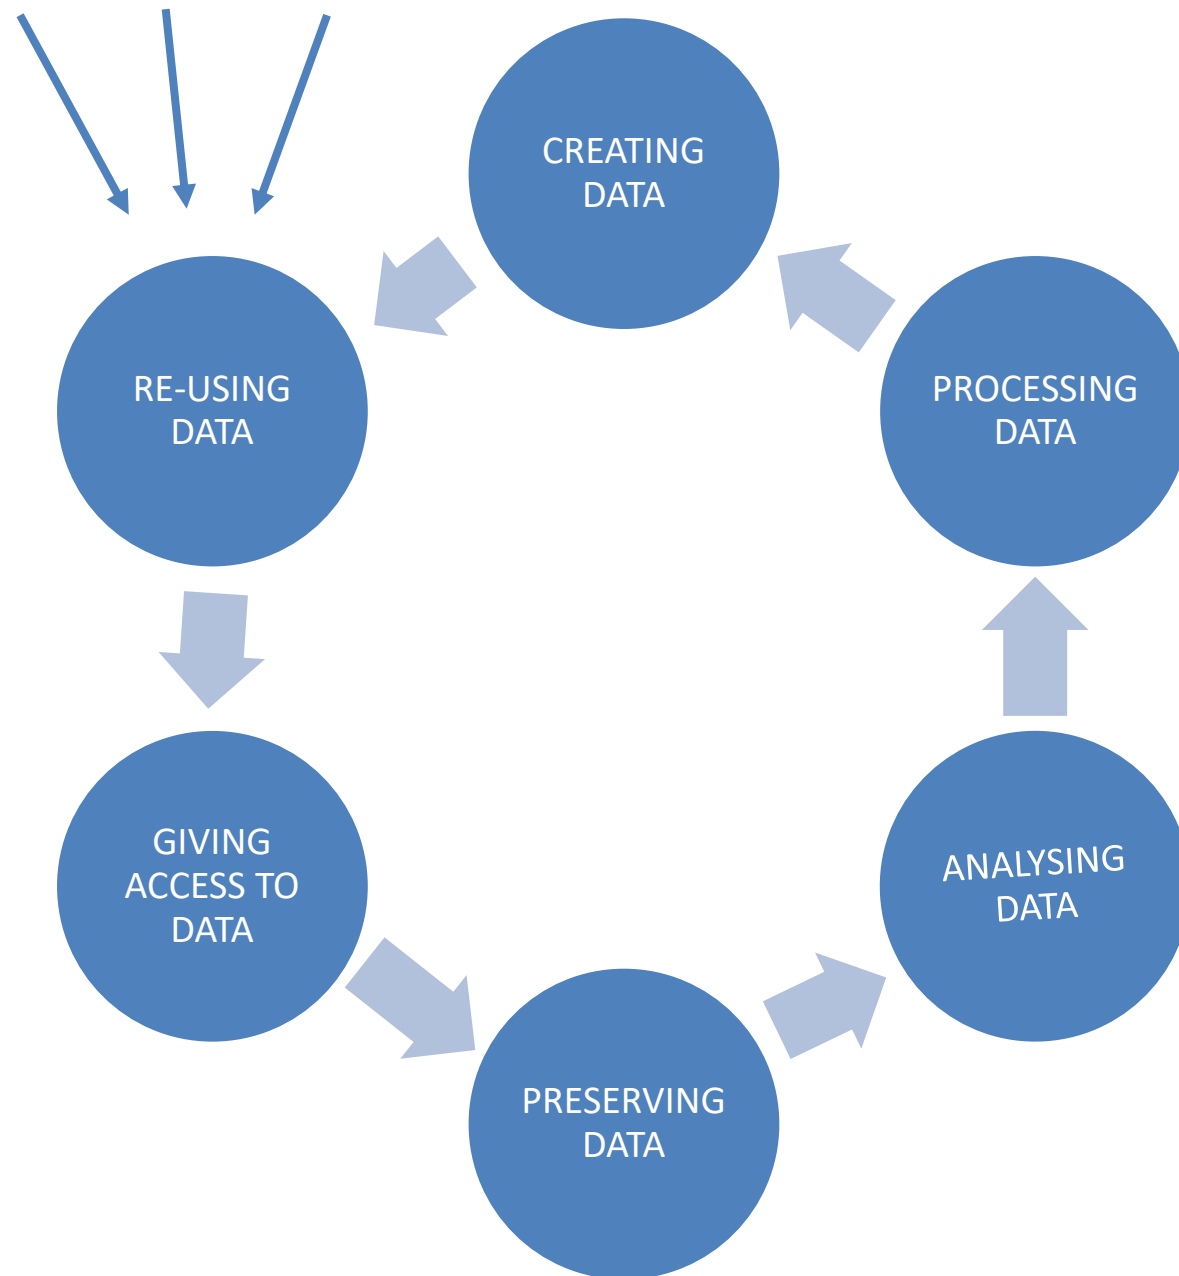 CREATING
DATA
RE-USING
DATA
PROCESSING
DATA
GIVING
ACCESS TO
DATA
ANALYSING
DATA
PRESERVING
DATA